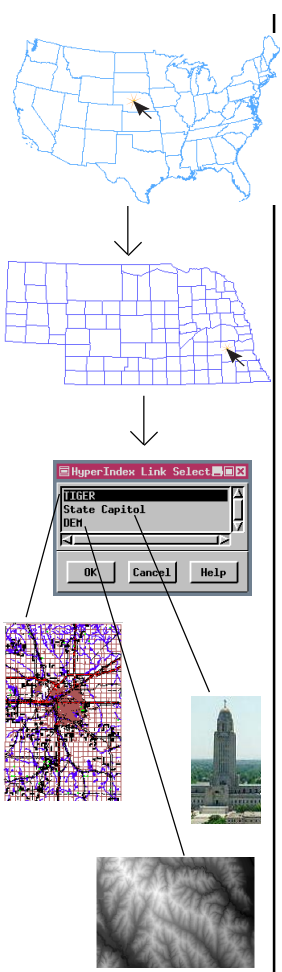 HyperIndex Link Select
TIGER
State Capitol
DEM
OK Cancel Help